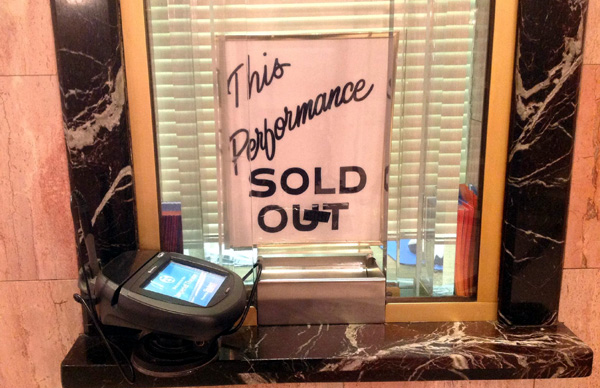 This
Performance
SOLD
OUT